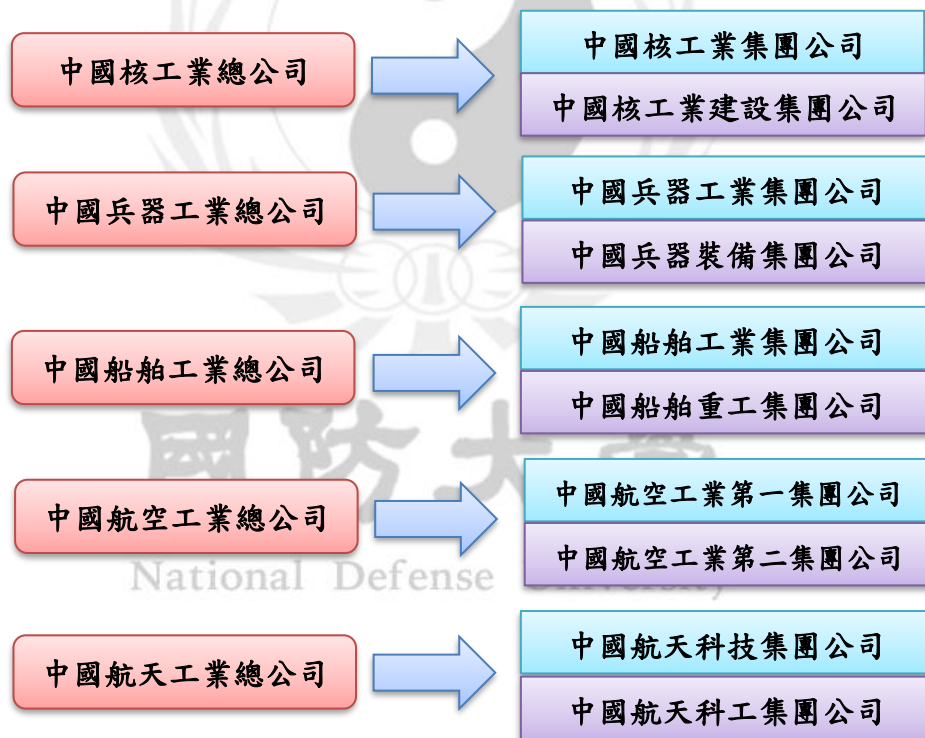 中國核工業總公司
中國核工業集團公司
中國核工業建設集團公司
中國兵器工業總公司
中國兵器工業集團公司
中國兵器裝備集團公司
中國船舶工業總公司
中國船舶工業集團公司
中國船舶重工集團公司
國防大學
中國航空工業總公司
中國航空工業第一集團公司
中國航空工業第二集團公司
National Defense University
中國航天工業總公司
中國航天科技集團公司
中國航天科工集團公司